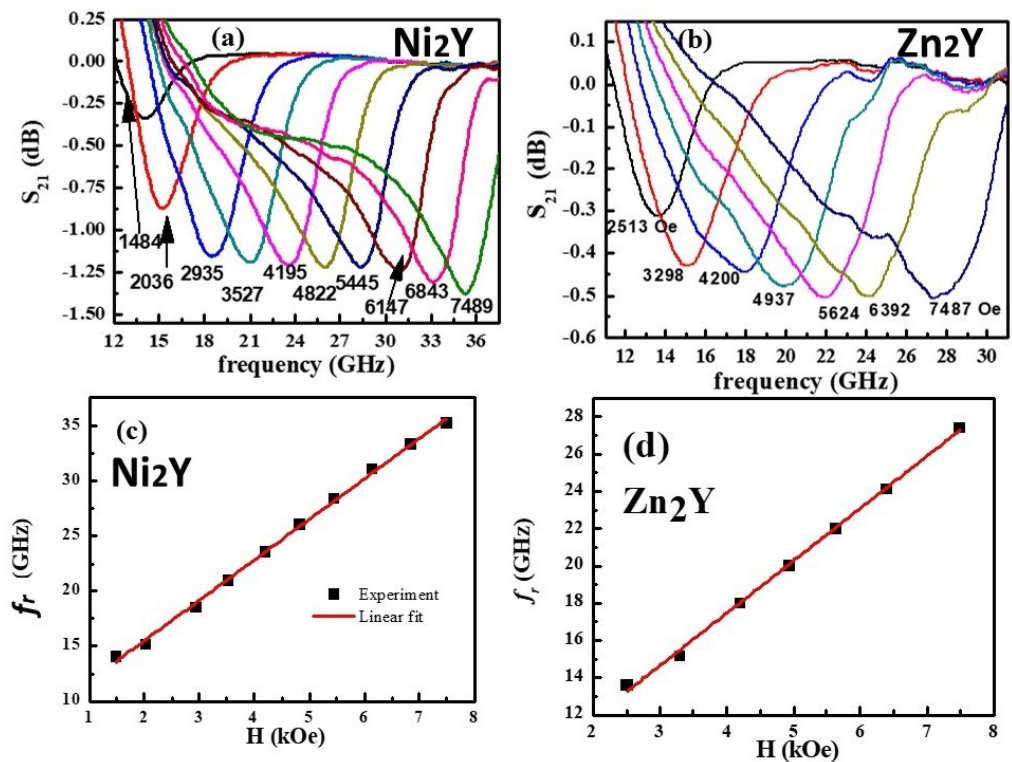 (a) Ni2Y
0.25
0.00
-0.25
-0.50
-0.75
-1.00
-1.25
-1.50
S21 (dB)
1484
2036
2935
3527
4195
4822
5445
6147
6843
7489
12 15 18 21 24 27 30 33 36
frequency (GHz)
(b) Zn2Y
0.1
0.0
-0.1
-0.2
-0.3
-0.4
-0.5
-0.6
S21 (dB)
2513 Oe
3298
4200
4937
5624
6392
7487 Oe
12 14 16 18 20 22 24 26 28 30
frequency (GHz)
(c)
Ni2Y
35
30
25
20
15
10
fr (GHz)
Experiment
Linear fit
1 2 3 4 5 6 7 8
H (kOe)
(d)
Zn2Y
28
26
24
22
20
18
16
14
12
fr (GHz)
2 3 4 5 6 7 8
H (kOe)